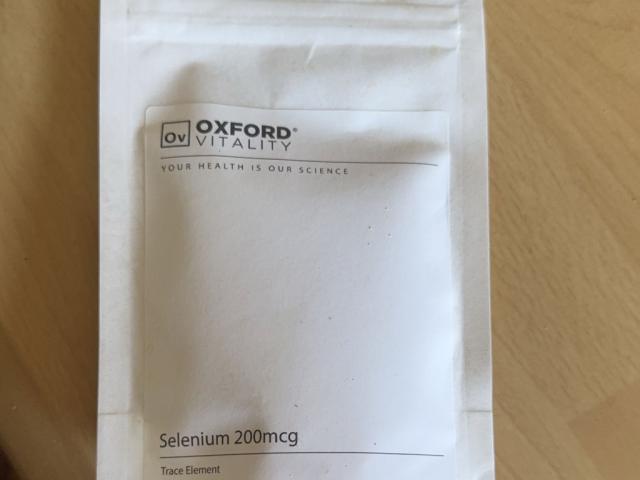 Ov OXFORD®
VITALITY
YOUR HEALTH IS OUR SCIENCE
Selenium 200mcg
Trace Element